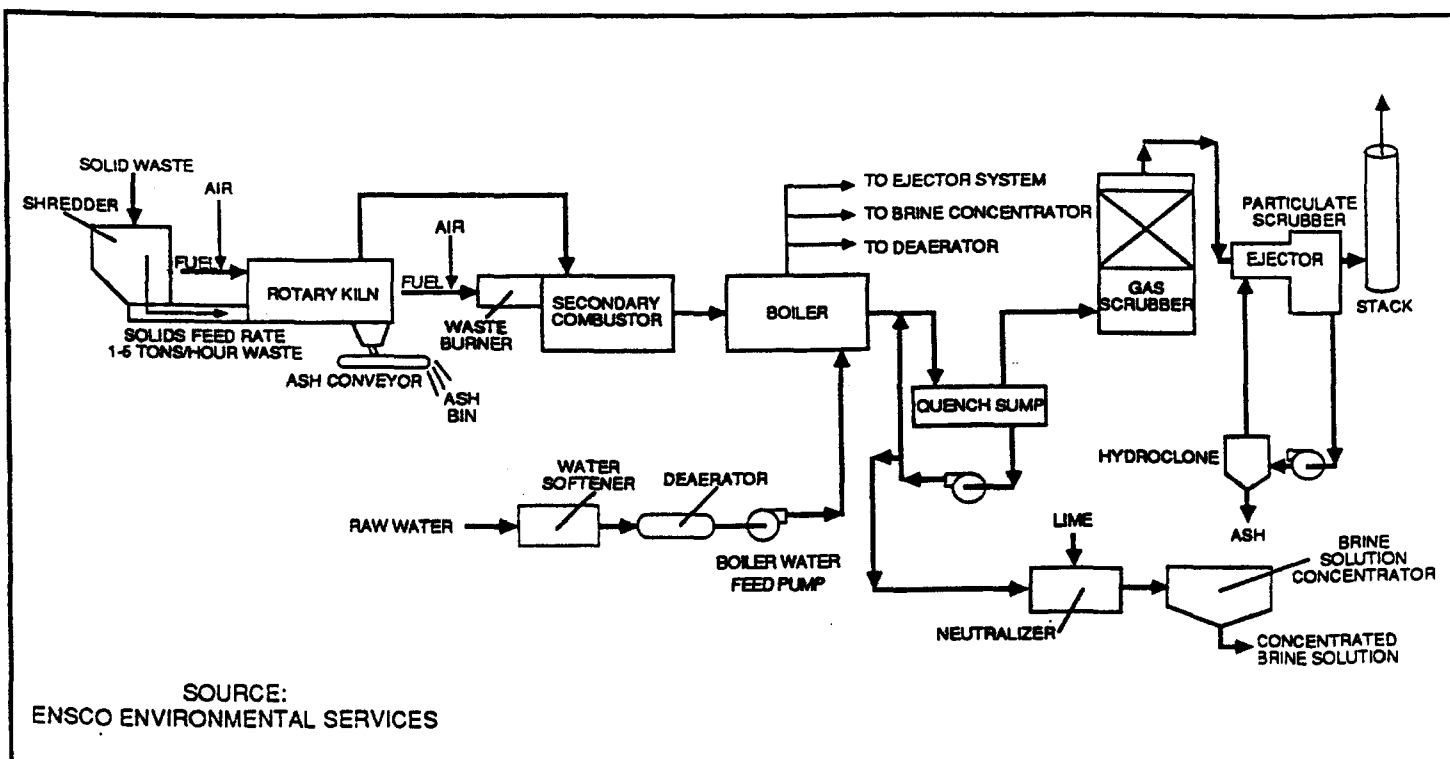 SOLID WASTE
AIR
SHREDDER
FUEL
ROTARY KILN
SOLIDS FEED RATE
1-5 TONS/HOUR WASTE
ASH CONVEYOR
ASH
BIN
AIR
FUEL
WASTE
BURNER
SECONDARY
COMBUSTOR
BOILER
TO EJECTOR SYSTEM
TO BRINE CONCENTRATOR
TO DEAERATOR
GAS
SCRUBBER
PARTICULATE
SCRUBBER
EJECTOR
STACK
QUENCH SUMP
HYDROCLONE
ASH
RAW WATER
WATER
SOFTENER
DEAERATOR
BOILER WATER
FEED PUMP
LIME
NEUTRALIZER
BRINE
SOLUTION
CONCENTRATOR
CONCENTRATED
BRINE SOLUTION
SOURCE:
ENSCO ENVIRONMENTAL SERVICES